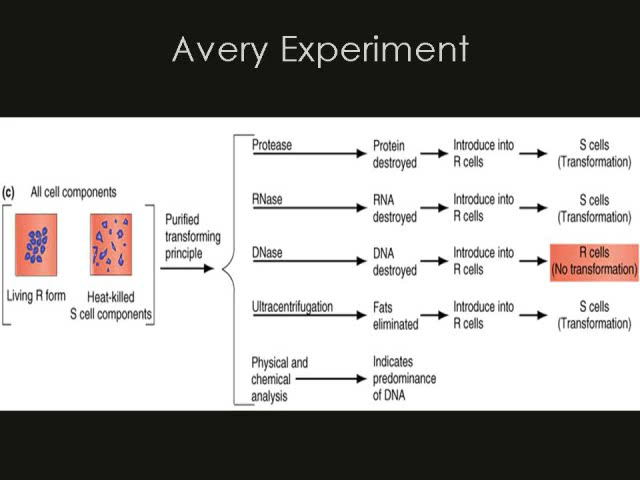 Avery Experiment
(c) All cell components
Living R form
Heat-killed
S cell components
Purified
transforming
principle
Protease
Protein
destroyed
Introduce into
R cells
S cells
(Transformation)
RNase
RNA
destroyed
Introduce into
R cells
S cells
(Transformation)
DNase
DNA
destroyed
Introduce into
R cells
R cells
(No transformation)
Ultracentrifugation
Fats
eliminated
Introduce into
R cells
S cells
(Transformation)
Physical and
chemical
analysis
Indicates
predominance
of DNA